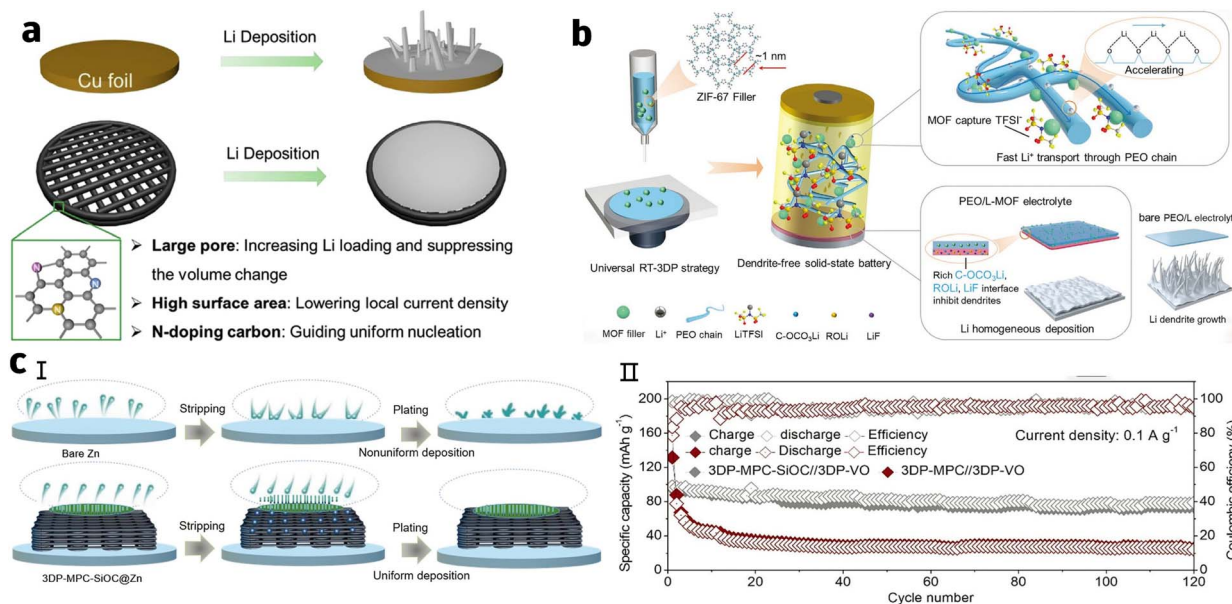 a
Li Deposition
Cu foil
Li Deposition
N
N
N
➤ Large pore: Increasing Li loading and suppressing
the volume change
➤ High surface area: Lowering local current density
➤ N-doping carbon: Guiding uniform nucleation
b
~1 nm
ZIF-67 Filler
Universal RT-3DP strategy
Dendrite-free solid-state battery
Li Li Li
O O O O
Accelerating
MOF capture TFSI⁻
Fast Li⁺ transport through PEO chain
PEO/L-MOF electrolyte
Rich C-OCO₃Li,
ROLi, LiF interface
inhibit dendrites
Li homogeneous deposition
bare PEO/L electrolyte
Li dendrite growth
MOF filler Li⁺ PEO chain LiTFSI C-OCO₃Li ROLi LiF
c
I
Bare Zn
Stripping
Plating
Nonuniform deposition
3DP-MPC-SiOC@Zn
Stripping
Plating
Uniform deposition
II
Specific capacity (mAh g⁻¹)
200
160
120
80
40
0
Charge discharge Efficiency
charge Discharge Efficiency
3DP-MPC-SiOC//3DP-VO 3DP-MPC//3DP-VO
Current density: 0.1 A g⁻¹
100
80
60
40
20
0
Coulombic efficiency (%)
0 20 40 60 80 100 120
Cycle number